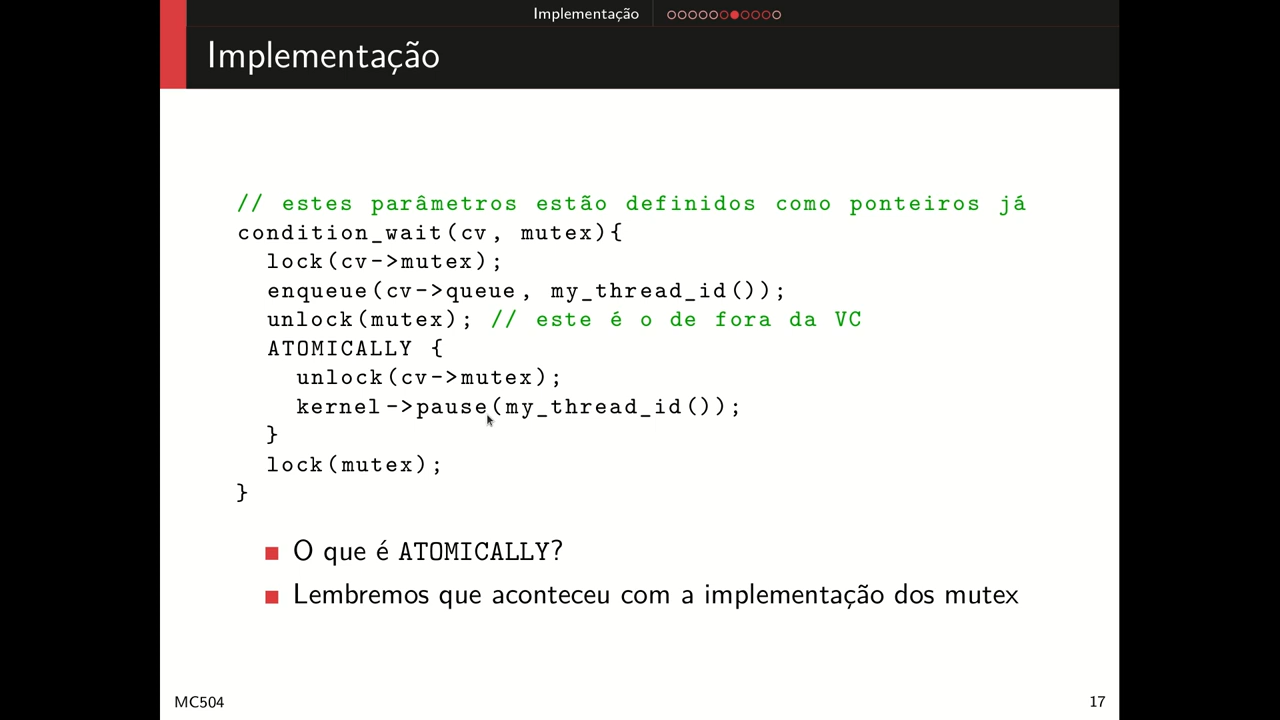 Implementação
Implementação
// estes parâmetros estão definidos como ponteiros já
condition_wait(cv, mutex){
  lock(cv->mutex);
  enqueue(cv->queue, my_thread_id());
  unlock(mutex); // este é o de fora da VC
  ATOMICALLY {
    unlock(cv->mutex);
    kernel->pause(my_thread_id());
  }
  lock(mutex);
}
O que é ATOMICALLY?
Lembremos que aconteceu com a implementação dos mutex
MC504
17